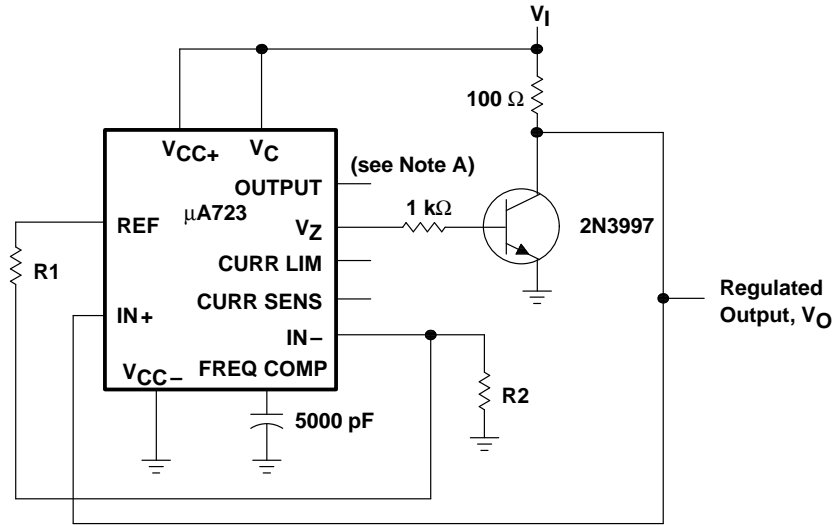 VI
100 Ω
VCC+
VC
(see Note A)
OUTPUT
μA723
1 kΩ
REF
VZ
2N3997
R1
CURR LIM
CURR SENS
Regulated
Output, VO
IN+
IN−
VCC−
FREQ COMP
R2
5000 pF